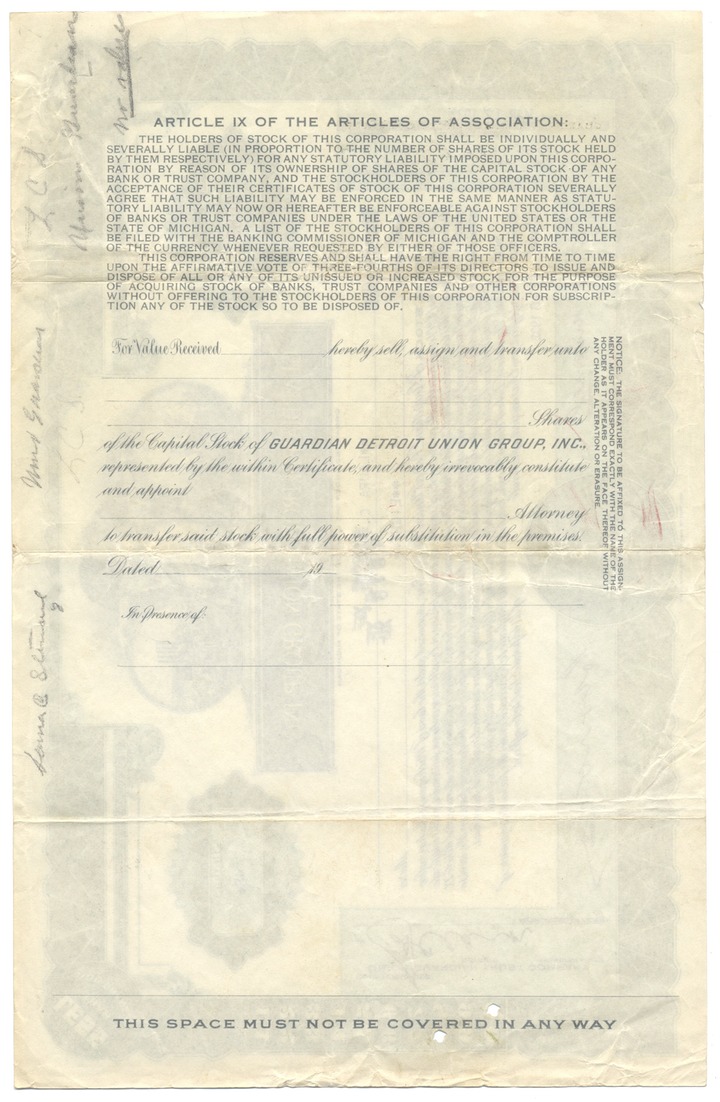 no value
L C S
Guardian
ARTICLE IX OF THE ARTICLES OF ASSOCIATION:
THE HOLDERS OF STOCK OF THIS CORPORATION SHALL BE INDIVIDUALLY AND
SEVERALLY LIABLE (IN PROPORTION TO THE NUMBER OF SHARES OF ITS STOCK HELD
BY THEM RESPECTIVELY) FOR ANY STATUTORY LIABILITY IMPOSED UPON THIS CORPO-
RATION BY REASON OF ITS OWNERSHIP OF SHARES OF THE CAPITAL STOCK OF ANY
BANK OR TRUST COMPANY, AND THE STOCKHOLDERS OF THIS CORPORATION BY THE
ACCEPTANCE OF THEIR CERTIFICATES OF STOCK OF THIS CORPORATION SEVERALLY
AGREE THAT SUCH LIABILITY MAY BE ENFORCED IN THE SAME MANNER AS STATU-
TORY LIABILITY MAY NOW OR HEREAFTER BE ENFORCEABLE AGAINST STOCKHOLDERS
OF BANKS OR TRUST COMPANIES UNDER THE LAWS OF THE UNITED STATES OR THE
STATE OF MICHIGAN. A LIST OF THE STOCKHOLDERS OF THIS CORPORATION SHALL
BE FILED WITH THE BANKING COMMISSIONER OF MICHIGAN AND THE COMPTROLLER
OF THE CURRENCY WHENEVER REQUESTED BY EITHER OF THOSE OFFICERS.
THIS CORPORATION RESERVES AND SHALL HAVE THE RIGHT FROM TIME TO TIME
UPON THE AFFIRMATIVE VOTE OF THREE-FOURTHS OF ITS DIRECTORS TO ISSUE AND
DISPOSE OF ALL OR ANY OF ITS UNISSUED OR INCREASED STOCK FOR THE PURPOSE
OF ACQUIRING STOCK OF BANKS, TRUST COMPANIES AND OTHER CORPORATIONS
WITHOUT OFFERING TO THE STOCKHOLDERS OF THIS CORPORATION FOR SUBSCRIP-
TION ANY OF THE STOCK SO TO BE DISPOSED OF.
For Value Received hereby sell, assign and transfer unto
Shares
of the Capital Stock of GUARDIAN DETROIT UNION GROUP, INC.,
represented by the within Certificate, and hereby irrevocably constitute
and appoint
Attorney
to transfer said stock with full power of substitution in the premises.
Dated 19
In presence of:
NOTICE: THE SIGNATURE TO BE AFFIXED TO THIS ASSIGN-
MENT MUST CORRESPOND EXACTLY WITH THE NAME OF THE
HOLDER AS IT APPEARS ON THE FACE THEREOF WITHOUT
ANY CHANGE, ALTERATION OR ERASURE.
THIS SPACE MUST NOT BE COVERED IN ANY WAY